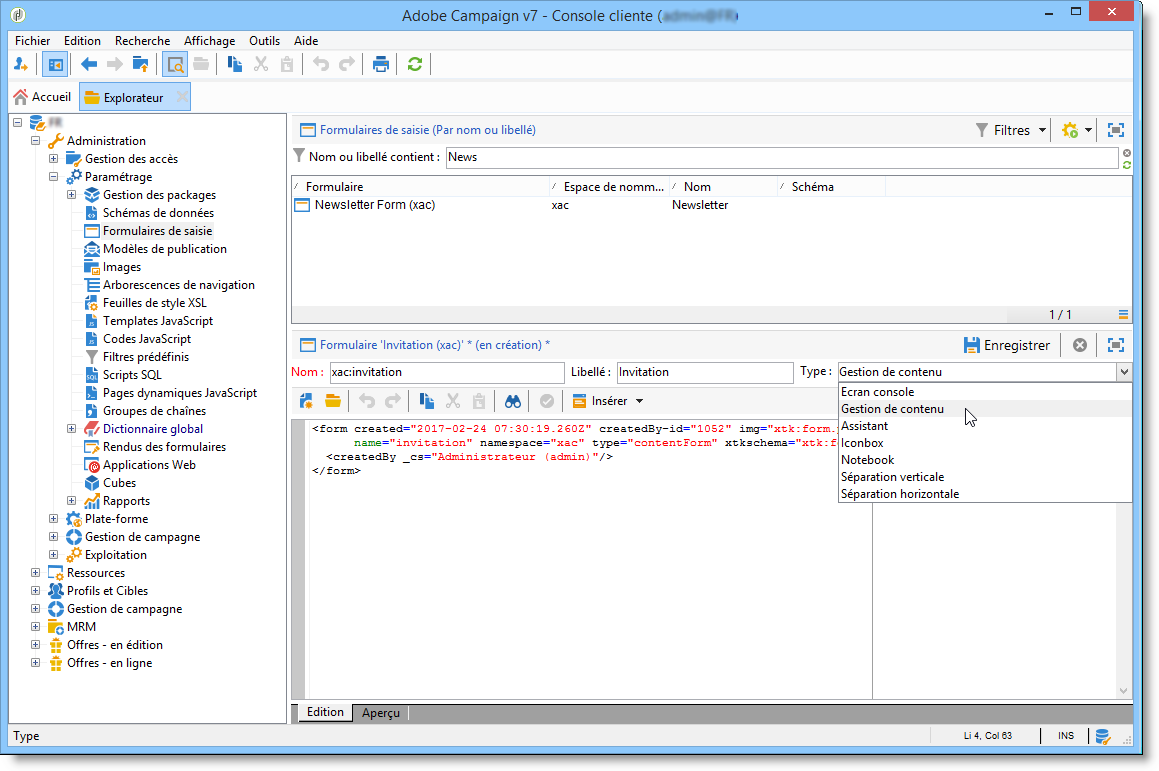 Adobe Campaign v7 - Console cliente (
Fichier Edition Recherche Affichage Outils Aide
Accueil Explorateur
Administration
Gestion des accès
Paramétrage
Gestion des packages
Schémas de données
Formulaires de saisie
Modèles de publication
Images
Arborescences de navigation
Feuilles de style XSL
Templates JavaScript
Codes JavaScript
Filtres prédéfinis
Scripts SQL
Pages dynamiques JavaScript
Groupes de chaînes
Dictionnaire global
Rendus des formulaires
Applications Web
Cubes
Rapports
Plate-forme
Gestion de campagne
Exploitation
Ressources
Profils et Cibles
Gestion de campagne
MRM
Offres - en édition
Offres - en ligne
Formulaires de saisie (Par nom ou libellé) Filtres
Nom ou libellé contient : News
Formulaire Espace de nomm... Nom Schéma
Newsletter Form (xac) xac Newsletter
1 / 1
Formulaire 'Invitation (xac)' * (en création) * Enregistrer
Nom : xac:invitation Libellé : Invitation Type : Gestion de contenu
Ecran console
Gestion de contenu
Assistant
Iconbox
Notebook
Séparation verticale
Séparation horizontale
Insérer
<form created="2017-02-24 07:30:19.260Z" createdBy-id="1052" img="xtk:form.
name="invitation" namespace="xac" type="contentForm" xtkschema="xtk:f
<createdBy _cs="Administrateur (admin)"/>
</form>
Edition Aperçu
Type Li 4, Col 63 INS